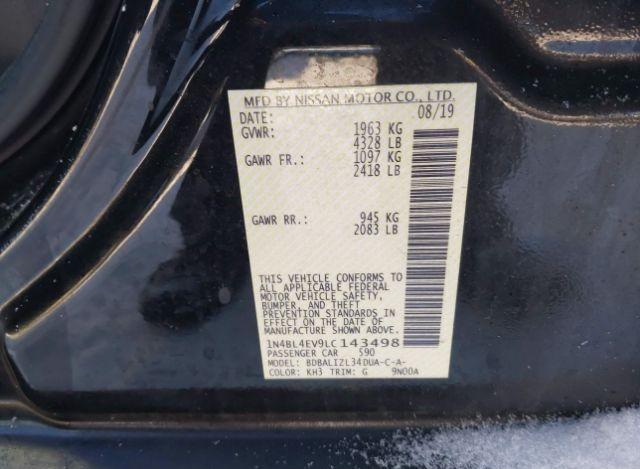 MFD BY NISSAN MOTOR CO., LTD.
DATE: 08/19
GVWR: 1963 KG
4328 LB
GAWR FR.: 1097 KG
2418 LB
GAWR RR.: 945 KG
2083 LB
THIS VEHICLE CONFORMS TO
ALL APPLICABLE FEDERAL
MOTOR VEHICLE SAFETY,
BUMPER, AND THEFT
PREVENTION STANDARDS
IN EFFECT ON THE DATE OF
MANUFACTURE SHOWN ABOVE.
1N4BL4EV9LC143498
PASSENGER CAR 590
MODEL: BDBALIZL34DUA-C-A-
COLOR: KH3 TRIM: G 9N00A